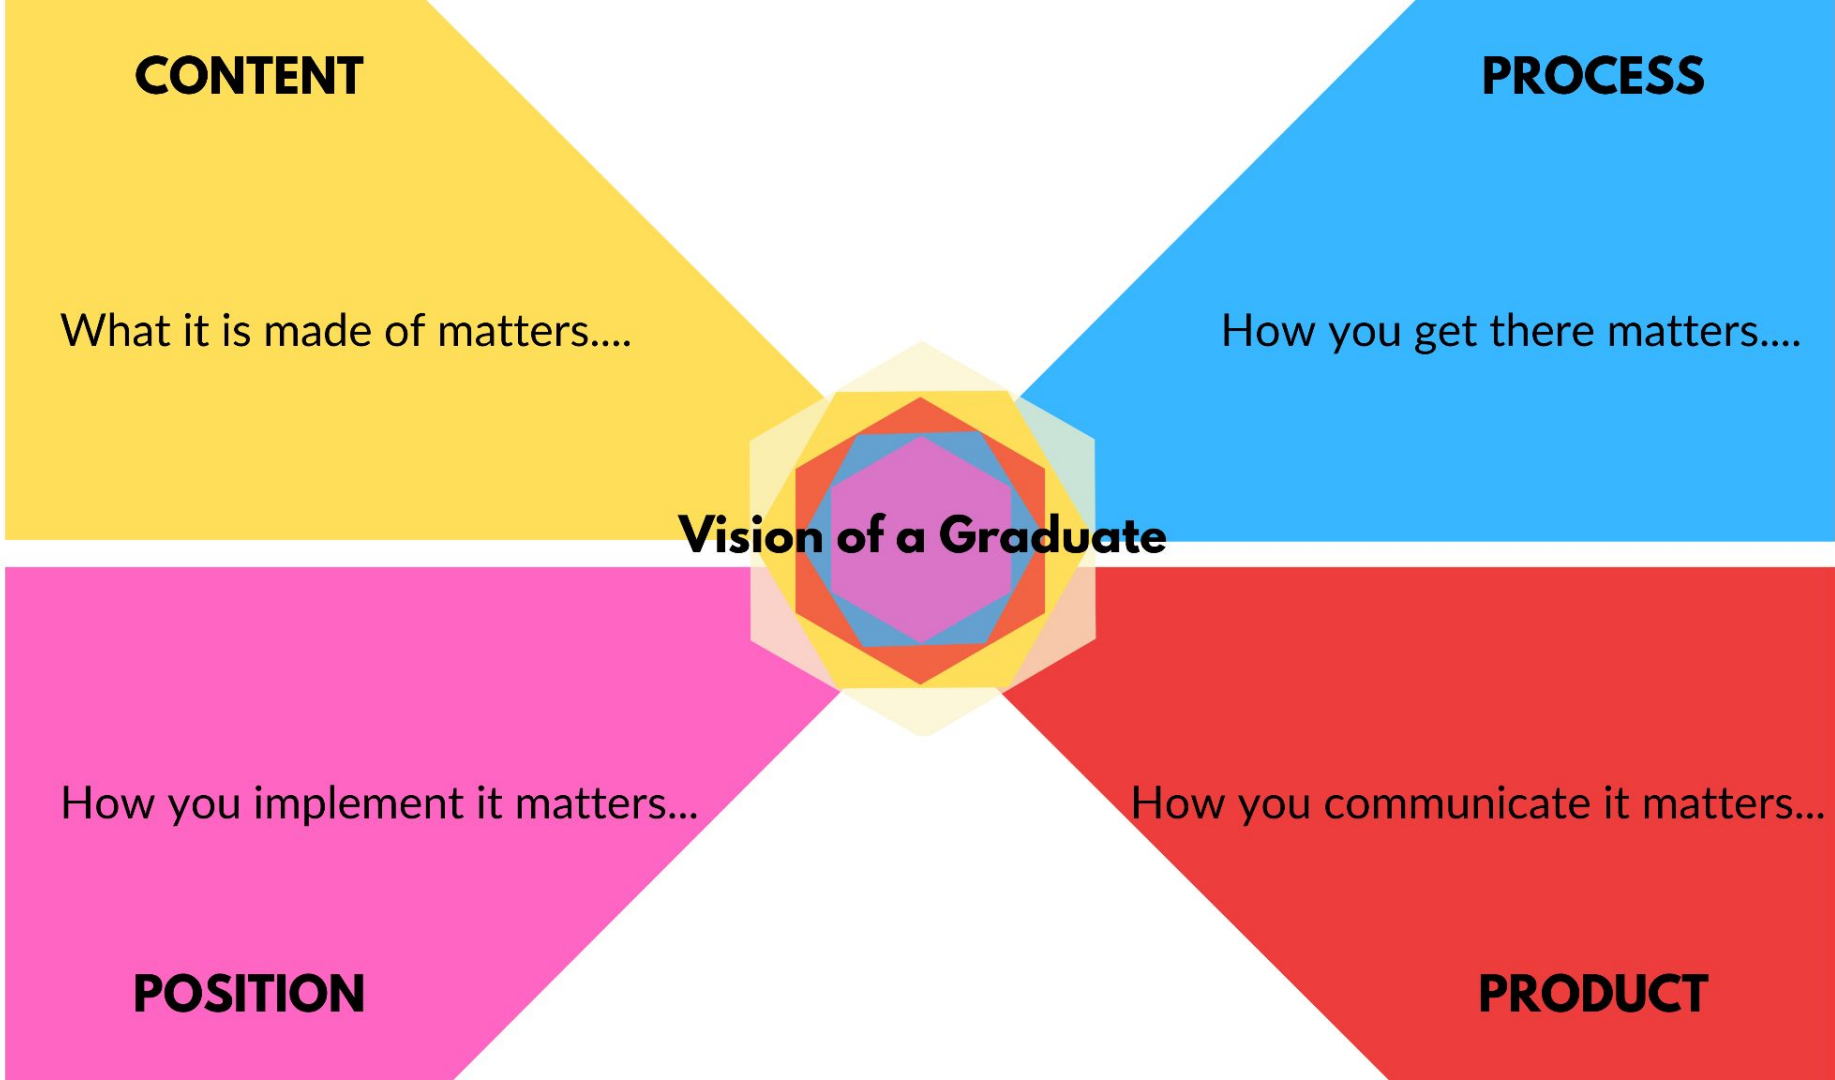 CONTENT
PROCESS
What it is made of matters....
How you get there matters....
Vision of a Graduate
How you implement it matters...
How you communicate it matters...
POSITION
PRODUCT